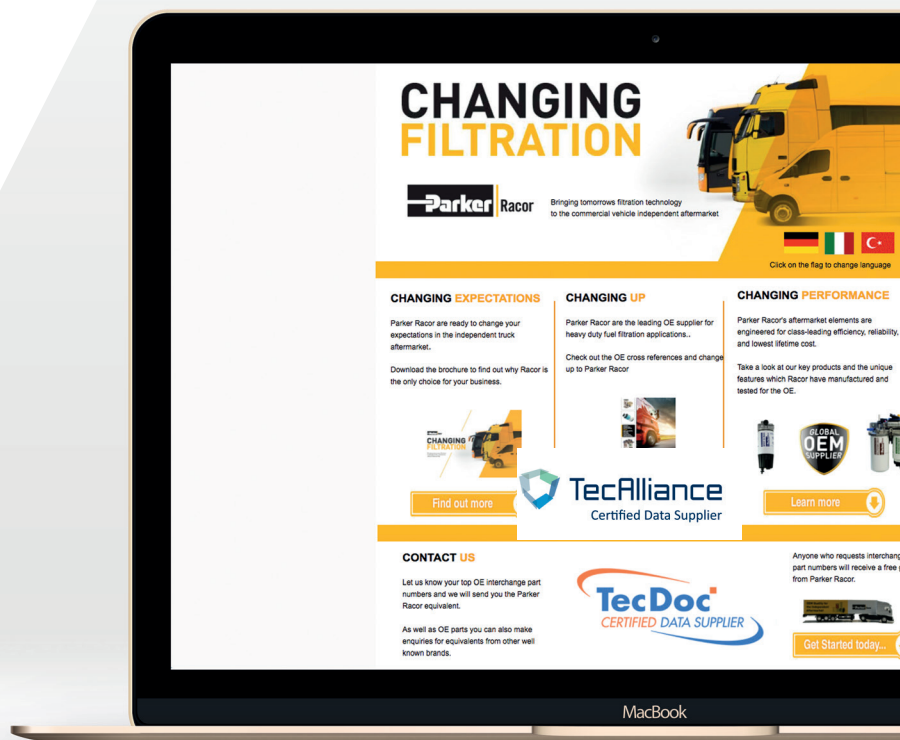 CHANGING
FILTRATION
Parker Racor
Bringing tomorrows filtration technology
to the commercial vehicle independent aftermarket
Click on the flag to change language
CHANGING EXPECTATIONS
Parker Racor are ready to change your
expectations in the independent truck
aftermarket.
Download the brochure to find out why Racor is
the only choice for your business.
CHANGING
FILTRATION
Find out more
CHANGING UP
Parker Racor are the leading OE supplier for
heavy duty fuel filtration applications..
Check out the OE cross references and change
up to Parker Racor
TecAlliance
Certified Data Supplier
CHANGING PERFORMANCE
Parker Racor's aftermarket elements are
engineered for class-leading efficiency, reliability,
and lowest lifetime cost.
Take a look at our key products and the unique
features which Racor have manufactured and
tested for the OE.
GLOBAL
OEM
SUPPLIER
Learn more
CONTACT US
Let us know your top OE interchange part
numbers and we will send you the Parker
Racor equivalent.
As well as OE parts you can also make
enquiries for equivalents from other well
known brands.
TecDoc
CERTIFIED DATA SUPPLIER
Anyone who requests interchang
part numbers will receive a free
from Parker Racor.
Get Started today...
MacBook